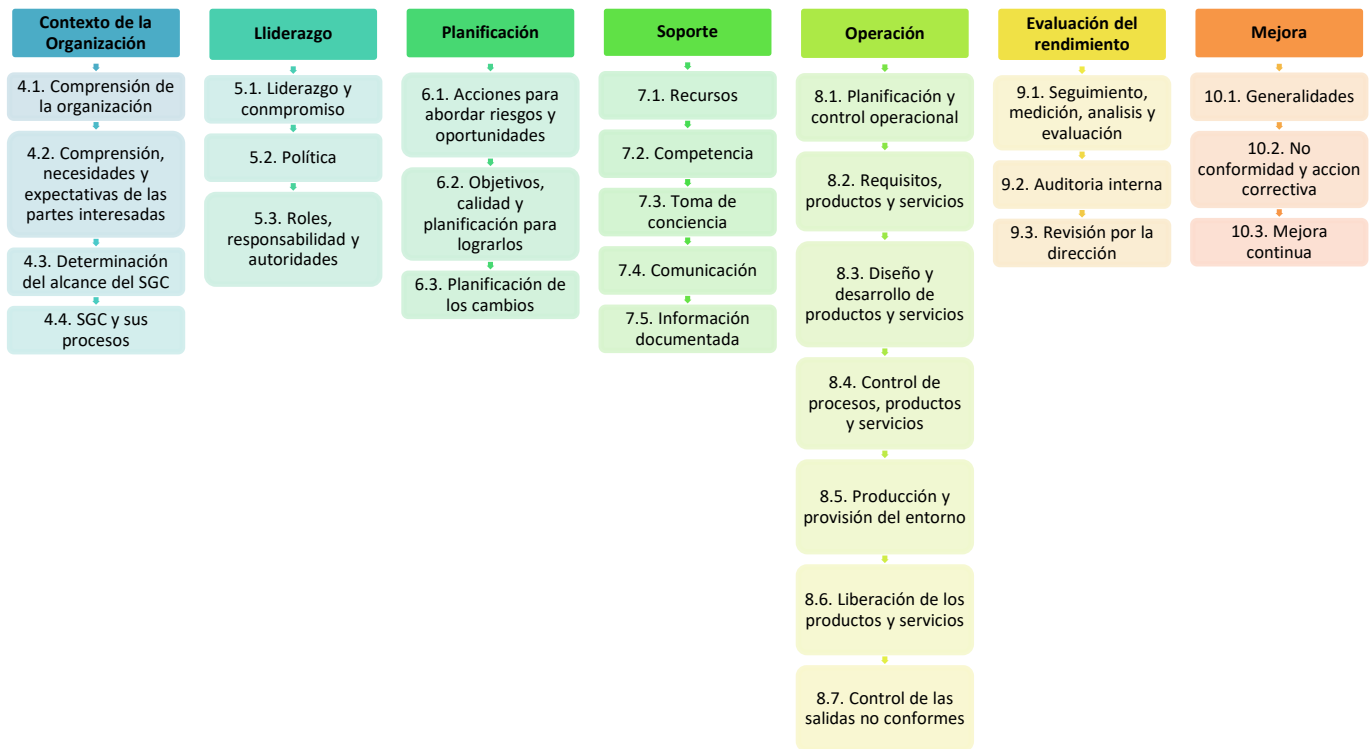 Contexto de la
Organización
4.1. Comprensión de
la organización
4.2. Comprensión,
necesidades y
expectativas de las
partes interesadas
4.3. Determinación
del alcance del SGC
4.4. SGC y sus
procesos
Lliderazgo
5.1. Liderazgo y
conmpromiso
5.2. Política
5.3. Roles,
responsabilidad y
autoridades
Planificación
6.1. Acciones para
abordar riesgos y
oportunidades
6.2. Objetivos,
calidad y
planificación para
lograrlos
6.3. Planificación de
los cambios
Soporte
7.1. Recursos
7.2. Competencia
7.3. Toma de
conciencia
7.4. Comunicación
7.5. Información
documentada
Operación
8.1. Planificación y
control operacional
8.2. Requisitos,
productos y servicios
8.3. Diseño y
desarrollo de
productos y servicios
8.4. Control de
procesos, productos
y servicios
8.5. Producción y
provisión del entorno
8.6. Liberación de los
productos y servicios
8.7. Control de las
salidas no conformes
Evaluación del
rendimiento
9.1. Seguimiento,
medición, analisis y
evaluación
9.2. Auditoria interna
9.3. Revisión por la
dirección
Mejora
10.1. Generalidades
10.2. No
conformidad y accion
correctiva
10.3. Mejora
continua